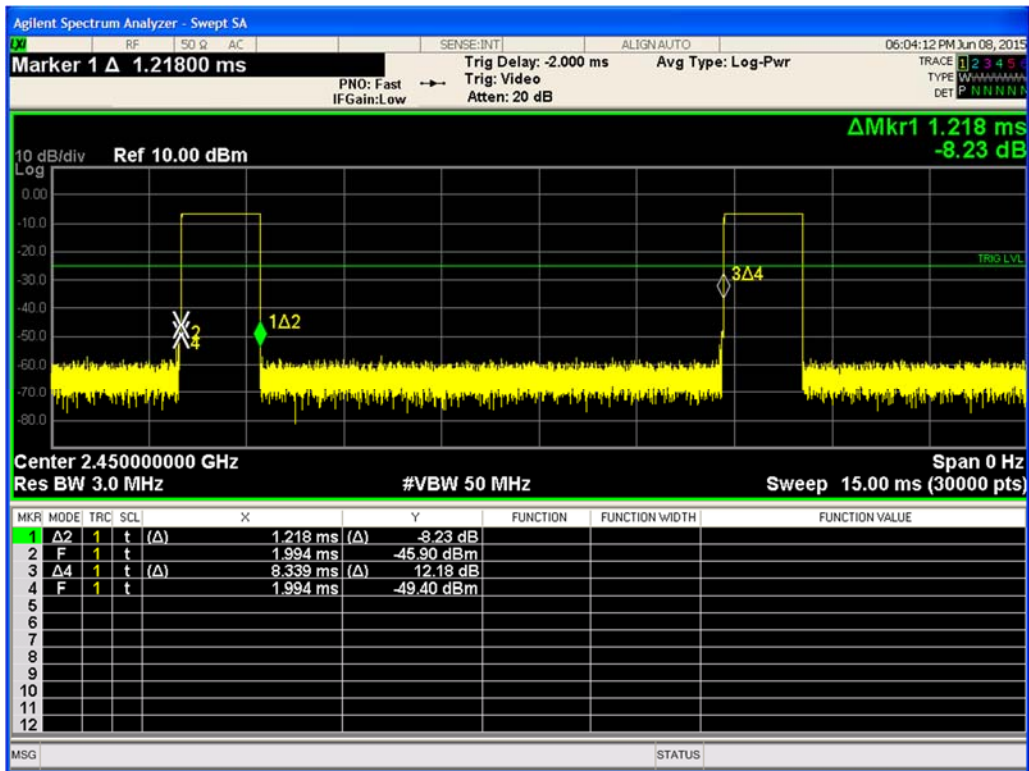 Agilent Spectrum Analyzer - Swept SA
LXI RF 50 Ω AC SENSE:INT ALIGN AUTO 06:04:12 PM Jun 08, 2015
Marker 1 Δ 1.21800 ms
PNO: Fast
IFGain:Low
Trig Delay: -2.000 ms
Trig: Video
Atten: 20 dB
Avg Type: Log-Pwr
TRACE 1 2 3 4 5 6
TYPE W
DET P N N N N N
ΔMkr1 1.218 ms
-8.23 dB
10 dB/div Ref 10.00 dBm
Log
0.00
-10.0
-20.0
TRIG LVL
-30.0
3Δ4
-40.0
1Δ2
2
-50.0
4
-60.0
-70.0
-80.0
Center 2.450000000 GHz Span 0 Hz
Res BW 3.0 MHz #VBW 50 MHz Sweep 15.00 ms (30000 pts)
MKR MODE TRC SCL X Y FUNCTION FUNCTION WIDTH FUNCTION VALUE
1 Δ2 1 t (Δ) 1.218 ms (Δ) -8.23 dB
2 F 1 t 1.994 ms -45.90 dBm
3 Δ4 1 t (Δ) 8.339 ms (Δ) 12.18 dB
4 F 1 t 1.994 ms -49.40 dBm
5
6
7
8
9
10
11
12
MSG STATUS